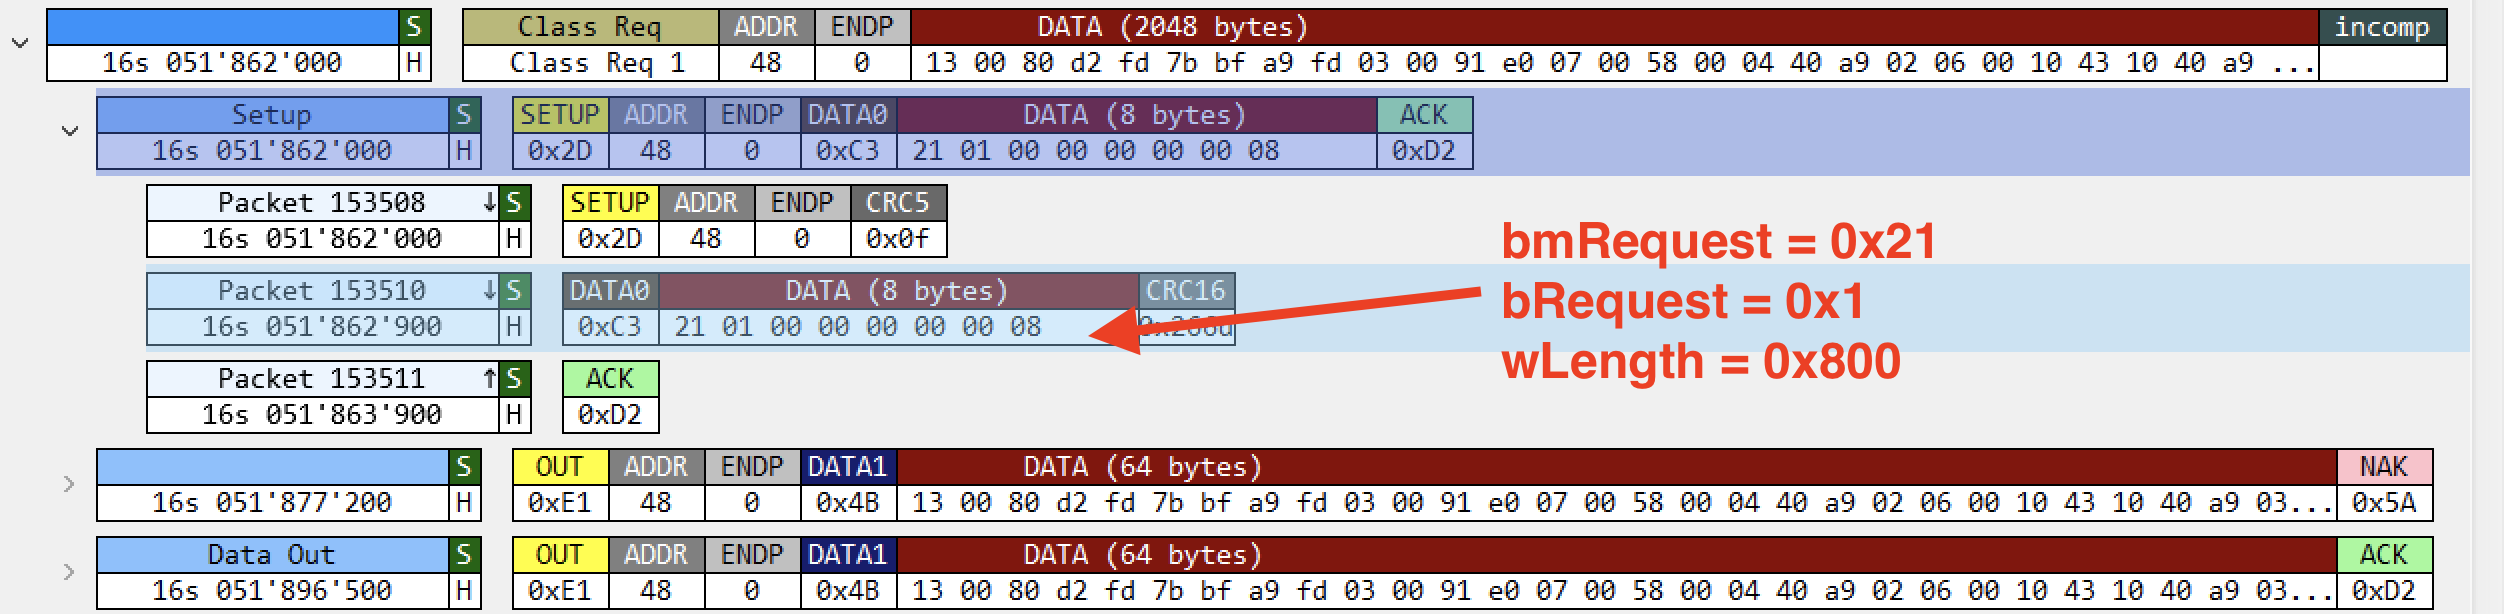 S Class Req ADDR ENDP DATA (2048 bytes) incomp
16s 051'862'000 H Class Req 1 48 0 13 00 80 d2 fd 7b bf a9 fd 03 00 91 e0 07 00 58 00 04 40 a9 02 06 00 10 43 10 40 a9 ...
Setup S SETUP ADDR ENDP DATA0 DATA (8 bytes) ACK
16s 051'862'000 H 0x2D 48 0 0xC3 21 01 00 00 00 00 00 08 0xD2
Packet 153508 ↓ S SETUP ADDR ENDP CRC5
16s 051'862'000 H 0x2D 48 0 0x0f
bmRequest = 0x21
Packet 153510 ↓ S DATA0 DATA (8 bytes) CRC16
bRequest = 0x1
16s 051'862'900 H 0xC3 21 01 00 00 00 00 00 08
wLength = 0x800
Packet 153511 ↑ S ACK
16s 051'863'900 H 0xD2
S OUT ADDR ENDP DATA1 DATA (64 bytes) NAK
16s 051'877'200 H 0xE1 48 0 0x4B 13 00 80 d2 fd 7b bf a9 fd 03 00 91 e0 07 00 58 00 04 40 a9 02 06 00 10 43 10 40 a9 03... 0x5A
Data Out S OUT ADDR ENDP DATA1 DATA (64 bytes) ACK
16s 051'896'500 H 0xE1 48 0 0x4B 13 00 80 d2 fd 7b bf a9 fd 03 00 91 e0 07 00 58 00 04 40 a9 02 06 00 10 43 10 40 a9 03... 0xD2